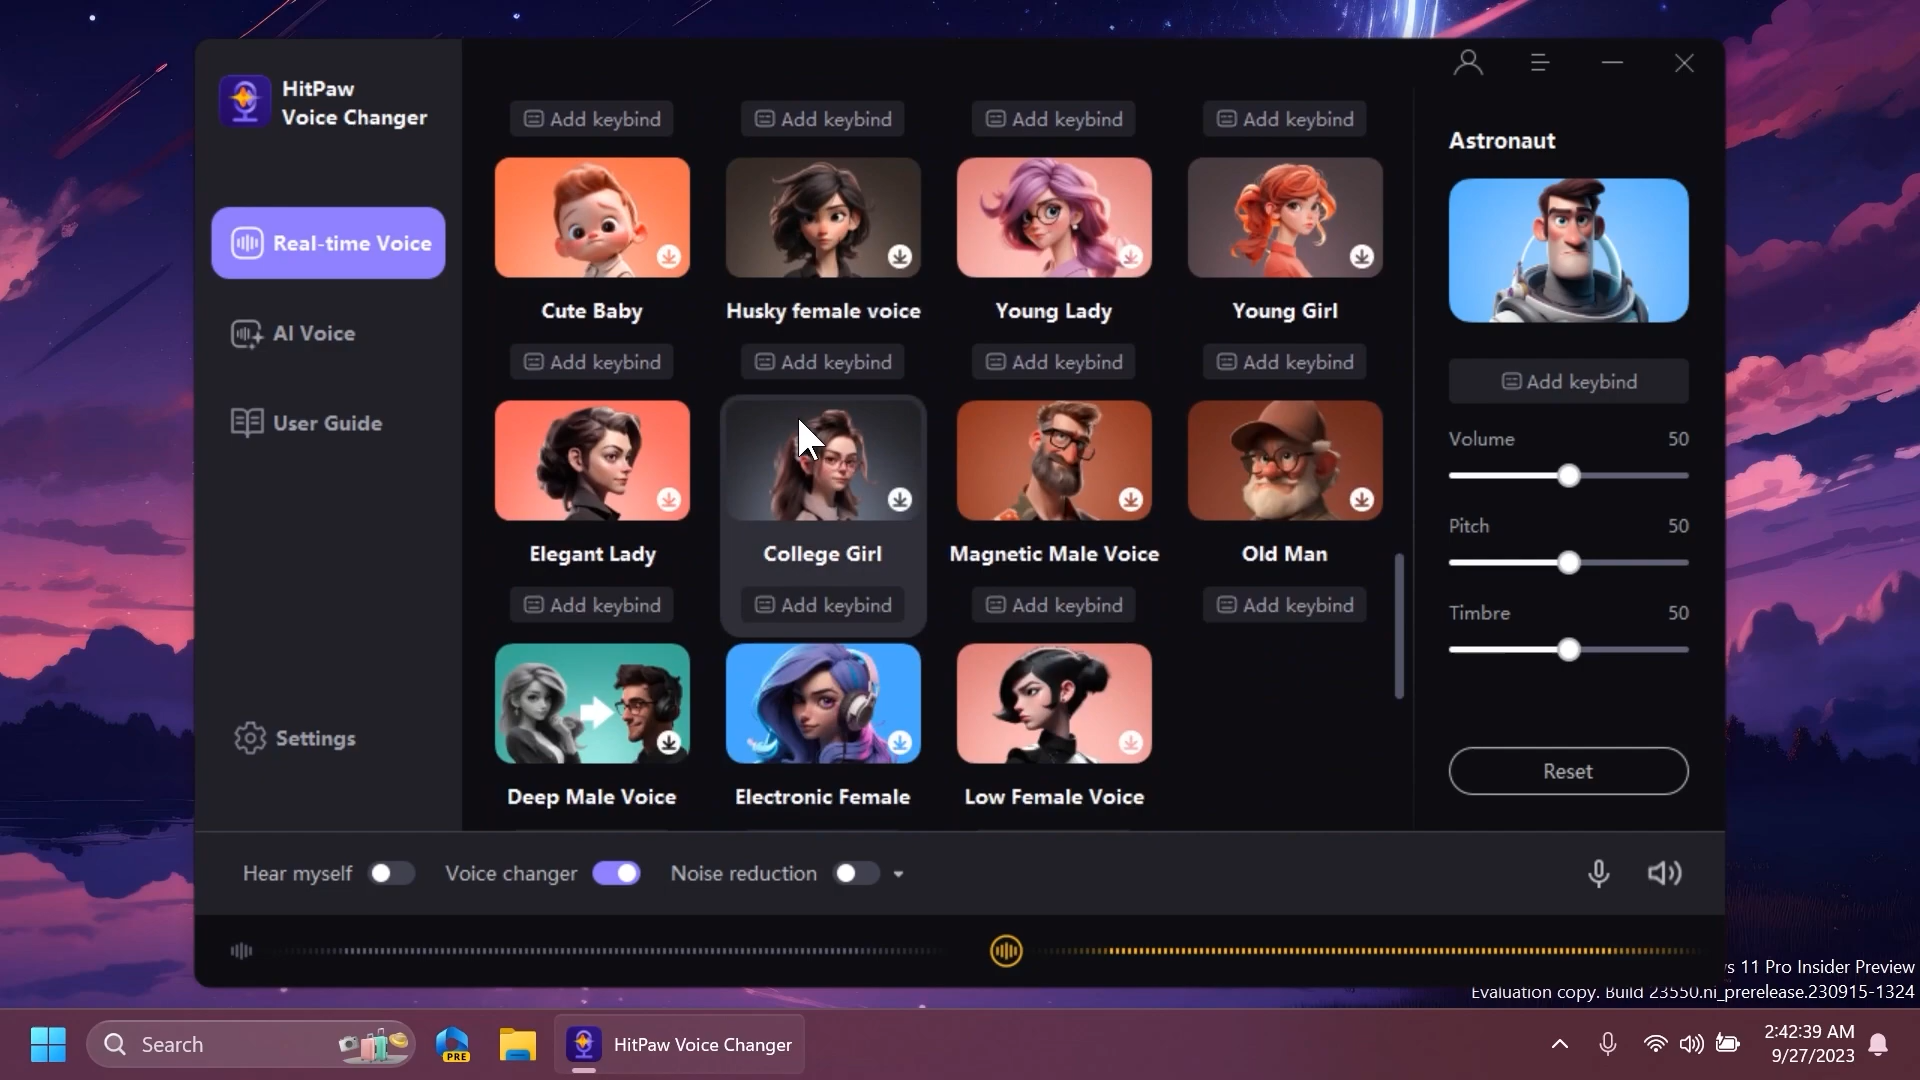 HitPaw
Voice Changer
Real-time Voice
AI Voice
User Guide
Settings
Add keybind
Add keybind
Add keybind
Add keybind
Cute Baby
Husky female voice
Young Lady
Young Girl
Add keybind
Add keybind
Add keybind
Add keybind
Elegant Lady
College Girl
Magnetic Male Voice
Old Man
Add keybind
Add keybind
Add keybind
Add keybind
Deep Male Voice
Electronic Female
Low Female Voice
Astronaut
Add keybind
Volume 50
Pitch 50
Timbre 50
Reset
Hear myself
Voice changer
Noise reduction
s 11 Pro Insider Preview
Evaluation copy. Build 23550.ni_prerelease.230915-1324
Search
PRE
HitPaw Voice Changer
2:42:39 AM
9/27/2023